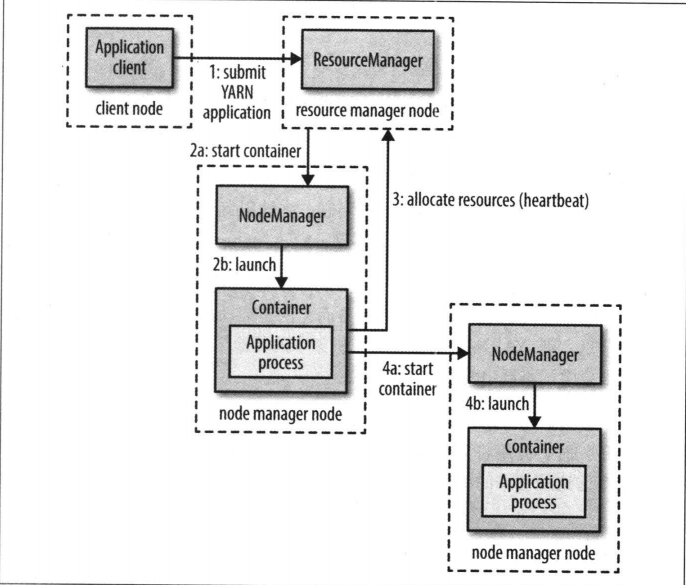 Application
client
client node
1: submit
YARN
application
ResourceManager
resource manager node
2a: start container
NodeManager
2b: launch
Container
Application
process
node manager node
3: allocate resources (heartbeat)
4a: start
container
NodeManager
4b: launch
Container
Application
process
node manager node